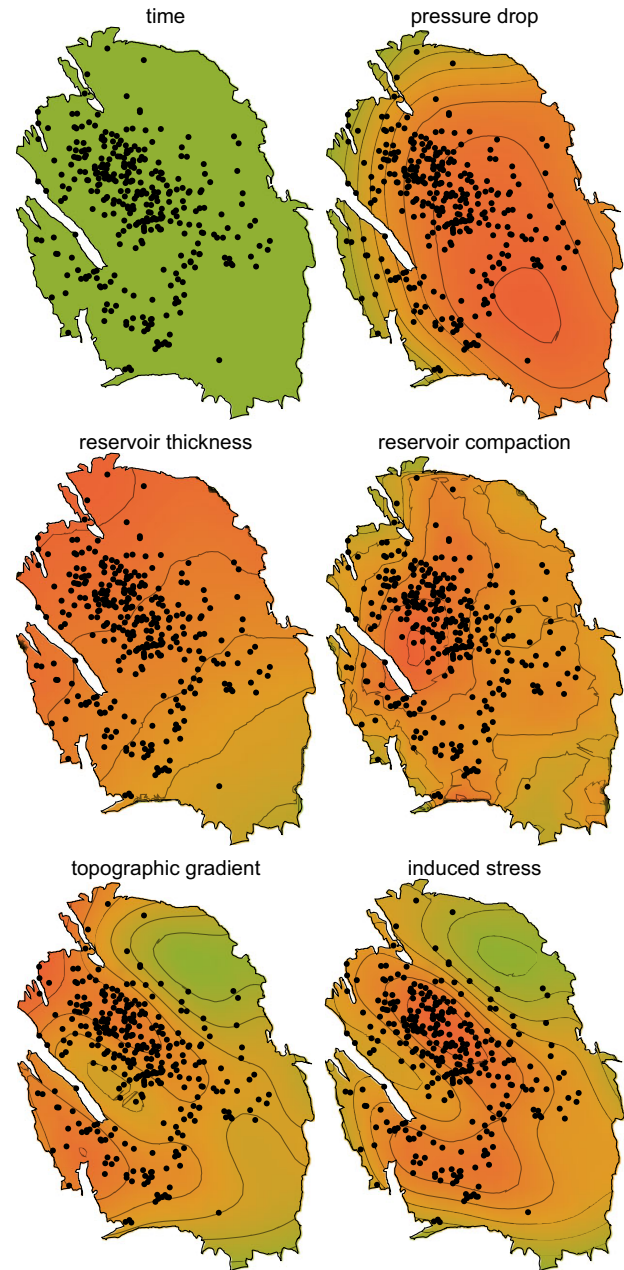 time
pressure drop
reservoir thickness
reservoir compaction
topographic gradient
induced stress